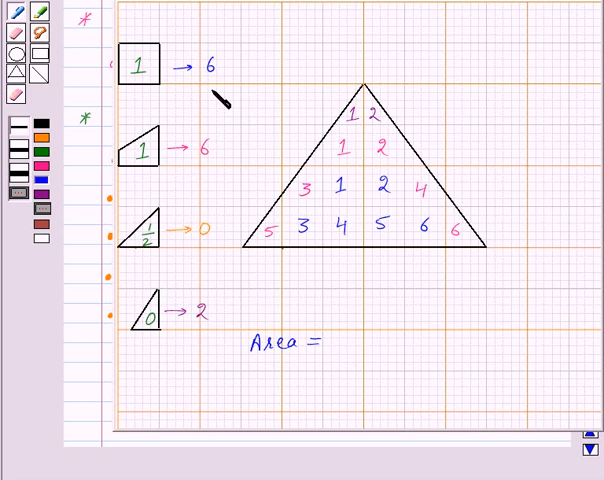 *
1 → 6
*
1 → 6
1/2 → 0
0 → 2
1 2
1 2
3 1 2 4
5 3 4 5 6 6
Area =